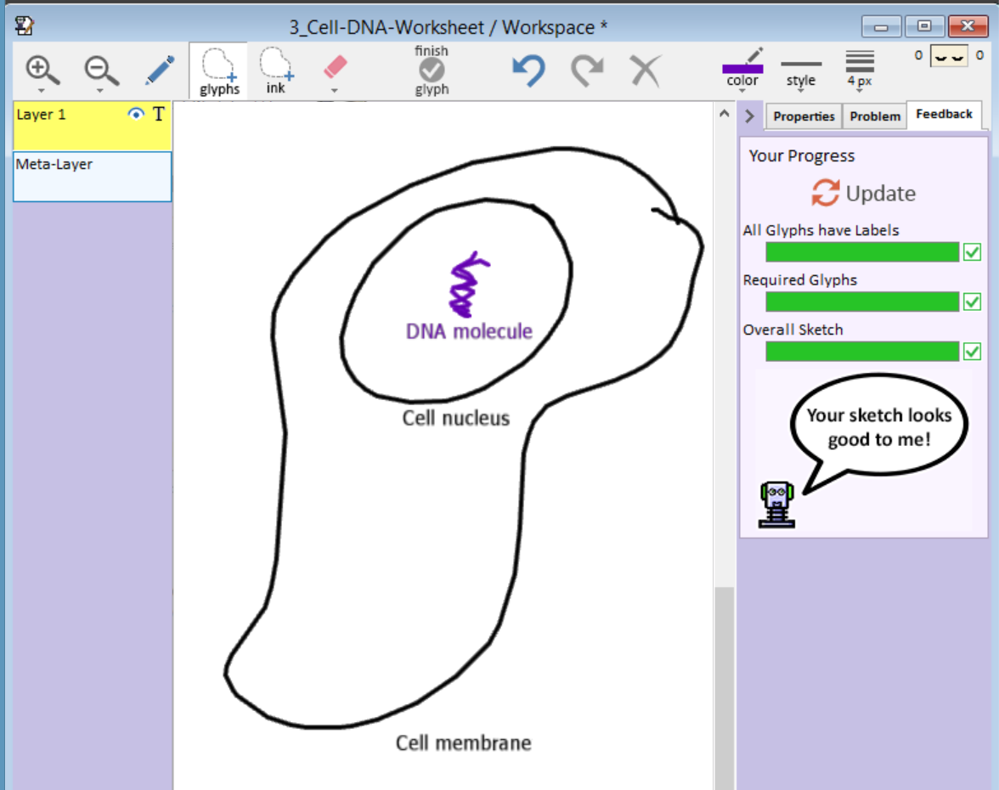 3_Cell-DNA-Worksheet / Workspace *
glyphs
ink
finish
glyph
color
style
4 px
0
0
Layer 1
T
Meta-Layer
Properties
Problem
Feedback
Your Progress
Update
All Glyphs have Labels
Required Glyphs
Overall Sketch
Your sketch looks
good to me!
DNA molecule
Cell nucleus
Cell membrane